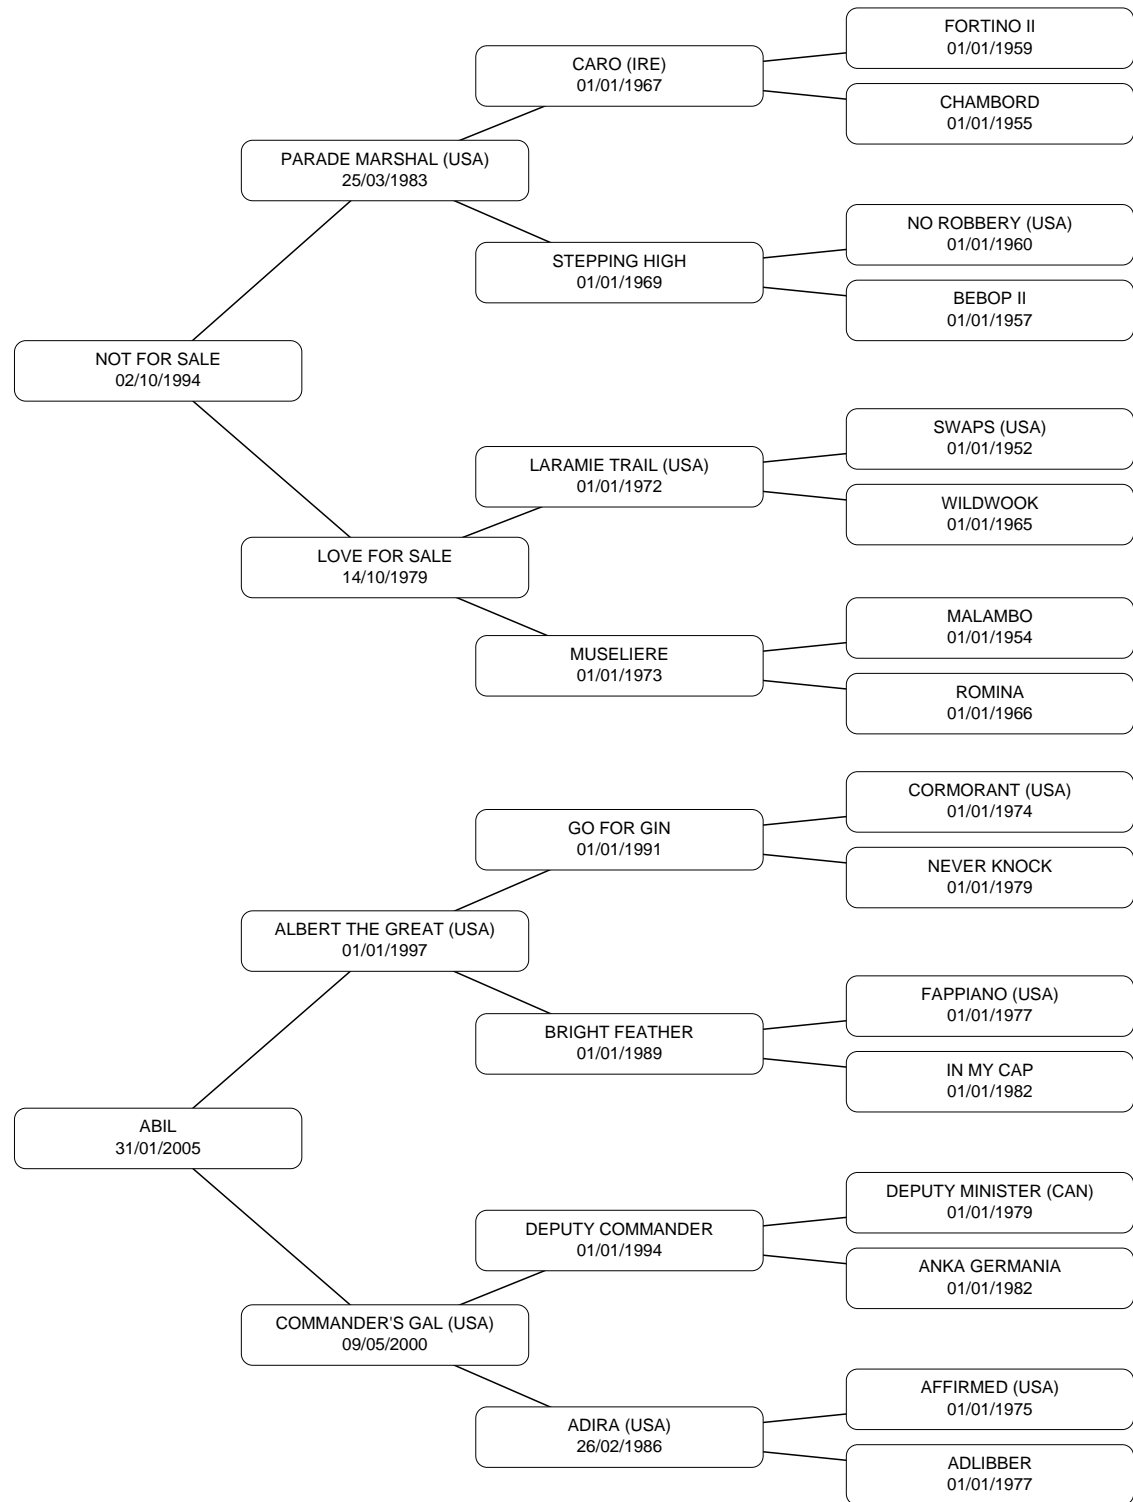 FORTINO II
01/01/1959
CARO (IRE)
01/01/1967
CHAMBORD
01/01/1955
PARADE MARSHAL (USA)
25/03/1983
NO ROBBERY (USA)
01/01/1960
STEPPING HIGH
01/01/1969
BEBOP II
01/01/1957
NOT FOR SALE
02/10/1994
SWAPS (USA)
01/01/1952
LARAMIE TRAIL (USA)
01/01/1972
WILDWOOK
01/01/1965
LOVE FOR SALE
14/10/1979
MALAMBO
01/01/1954
MUSELIERE
01/01/1973
ROMINA
01/01/1966
CORMORANT (USA)
01/01/1974
GO FOR GIN
01/01/1991
NEVER KNOCK
01/01/1979
ALBERT THE GREAT (USA)
01/01/1997
FAPPIANO (USA)
01/01/1977
BRIGHT FEATHER
01/01/1989
IN MY CAP
01/01/1982
ABIL
31/01/2005
DEPUTY MINISTER (CAN)
01/01/1979
DEPUTY COMMANDER
01/01/1994
ANKA GERMANIA
01/01/1982
COMMANDER'S GAL (USA)
09/05/2000
AFFIRMED (USA)
01/01/1975
ADIRA (USA)
26/02/1986
ADLIBBER
01/01/1977